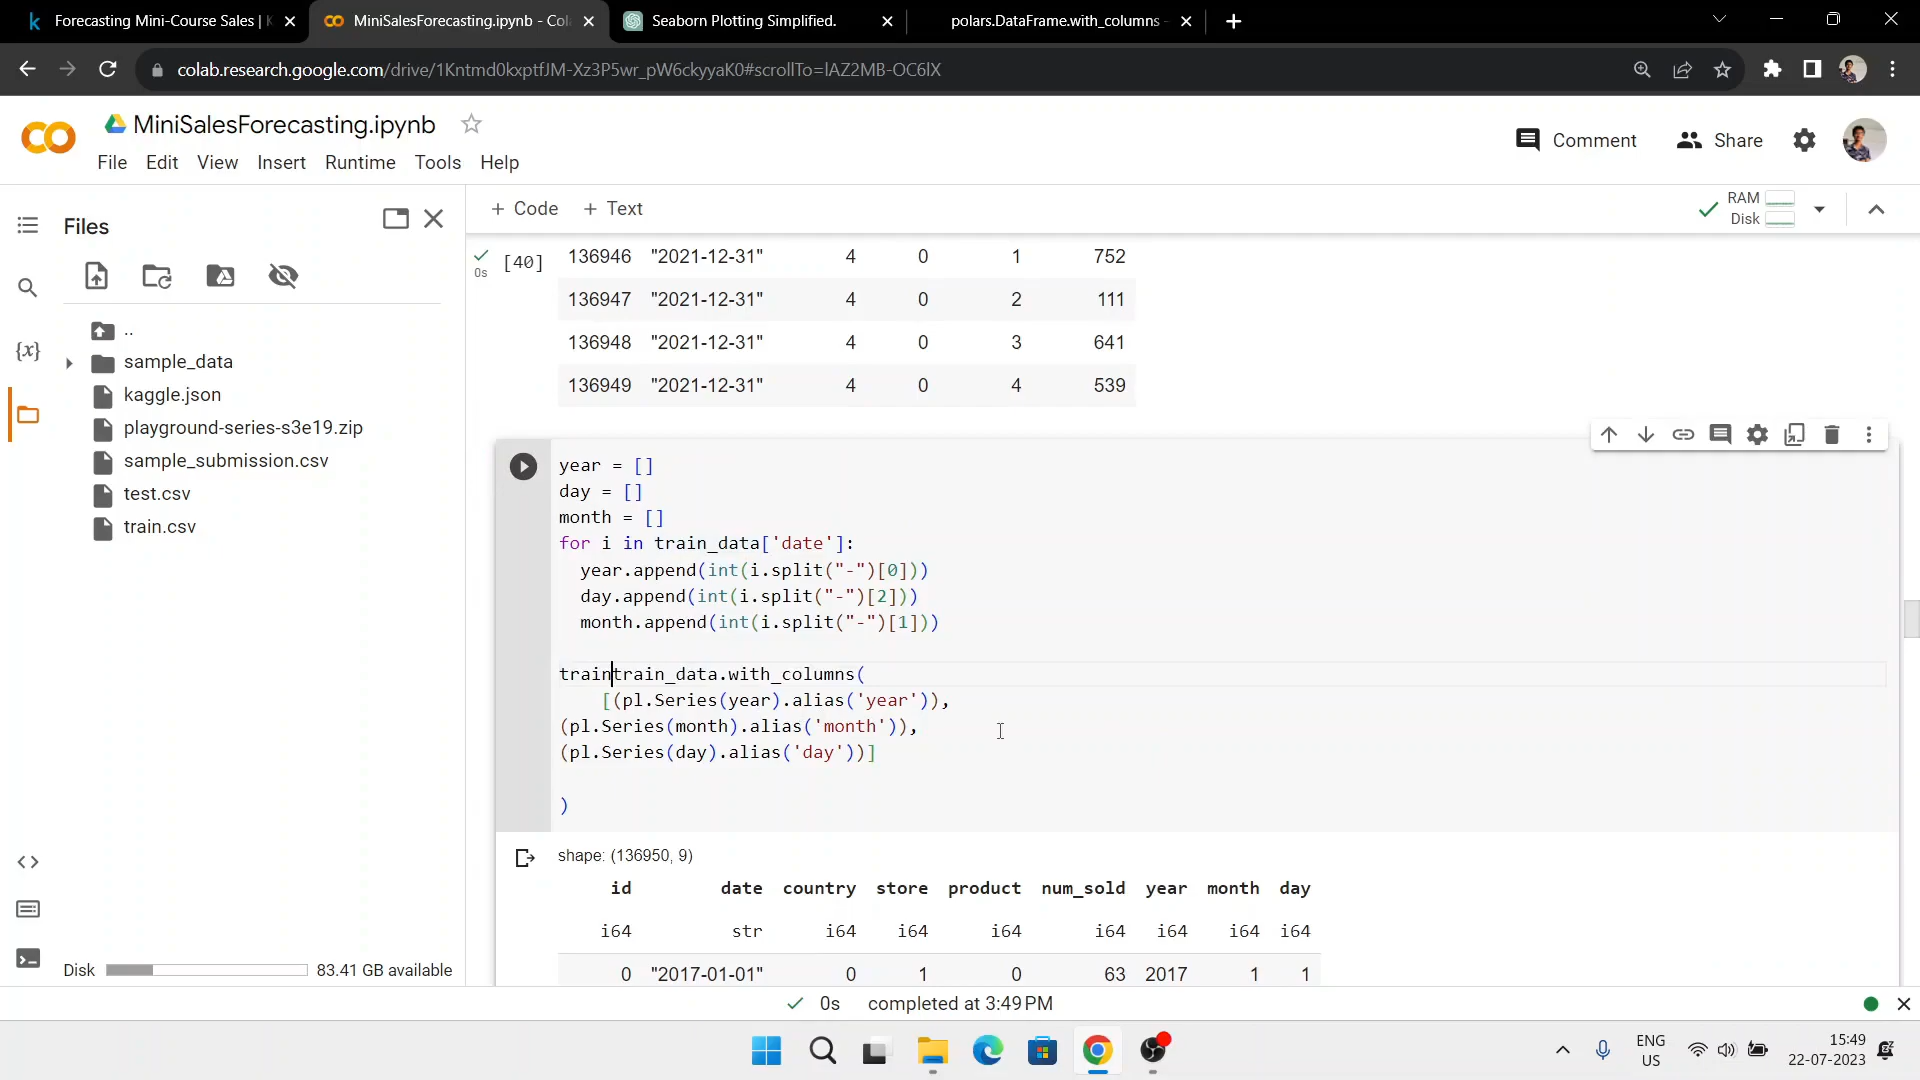 Forecasting Mini-Course Sales |
MiniSalesForecasting.ipynb - Col
Seaborn Plotting Simplified.
polars.DataFrame.with_columns -
colab.research.google.com/drive/1Kntmd0kxptfJM-Xz3P5wr_pW6ckyyaK0#scrollTo=lAZ2MB-OC6lX
MiniSalesForecasting.ipynb
File Edit View Insert Runtime Tools Help
Comment Share
Files
+ Code + Text
RAM
Disk
..
sample_data
kaggle.json
playground-series-s3e19.zip
sample_submission.csv
test.csv
train.csv
{x}
Disk 83.41 GB available
0s
[40]
136946 "2021-12-31" 4 0 1 752
136947 "2021-12-31" 4 0 2 111
136948 "2021-12-31" 4 0 3 641
136949 "2021-12-31" 4 0 4 539
year = []
day = []
month = []
for i in train_data['date']:
  year.append(int(i.split("-")[0]))
  day.append(int(i.split("-")[2]))
  month.append(int(i.split("-")[1]))
traintrain_data.with_columns(
    [(pl.Series(year).alias('year')),
(pl.Series(month).alias('month')),
(pl.Series(day).alias('day'))]
)
shape: (136950, 9)
id date country store product num_sold year month day
i64 str i64 i64 i64 i64 i64 i64 i64
0 "2017-01-01" 0 1 0 63 2017 1 1
0s completed at 3:49 PM
ENG
US
15:49
22-07-2023